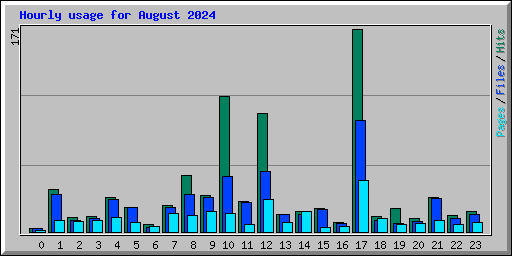 Hourly usage for August 2024
171
Pages/Files/Hits
0 1 2 3 4 5 6 7 8 9 10 11 12 13 14 15 16 17 18 19 20 21 22 23